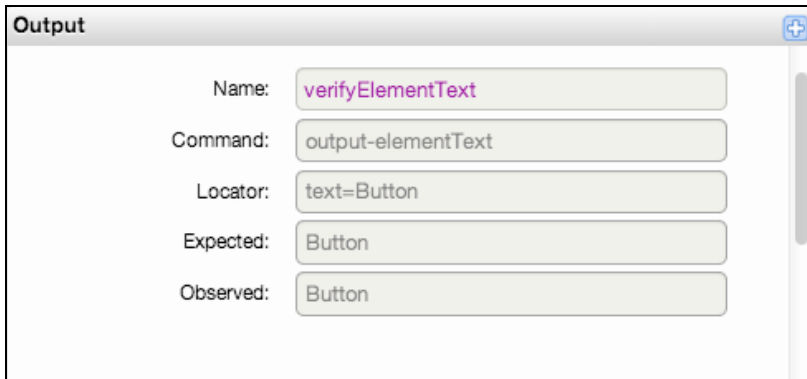 Output
Name: verifyElementText
Command: output-elementText
Locator: text=Button
Expected: Button
Observed: Button